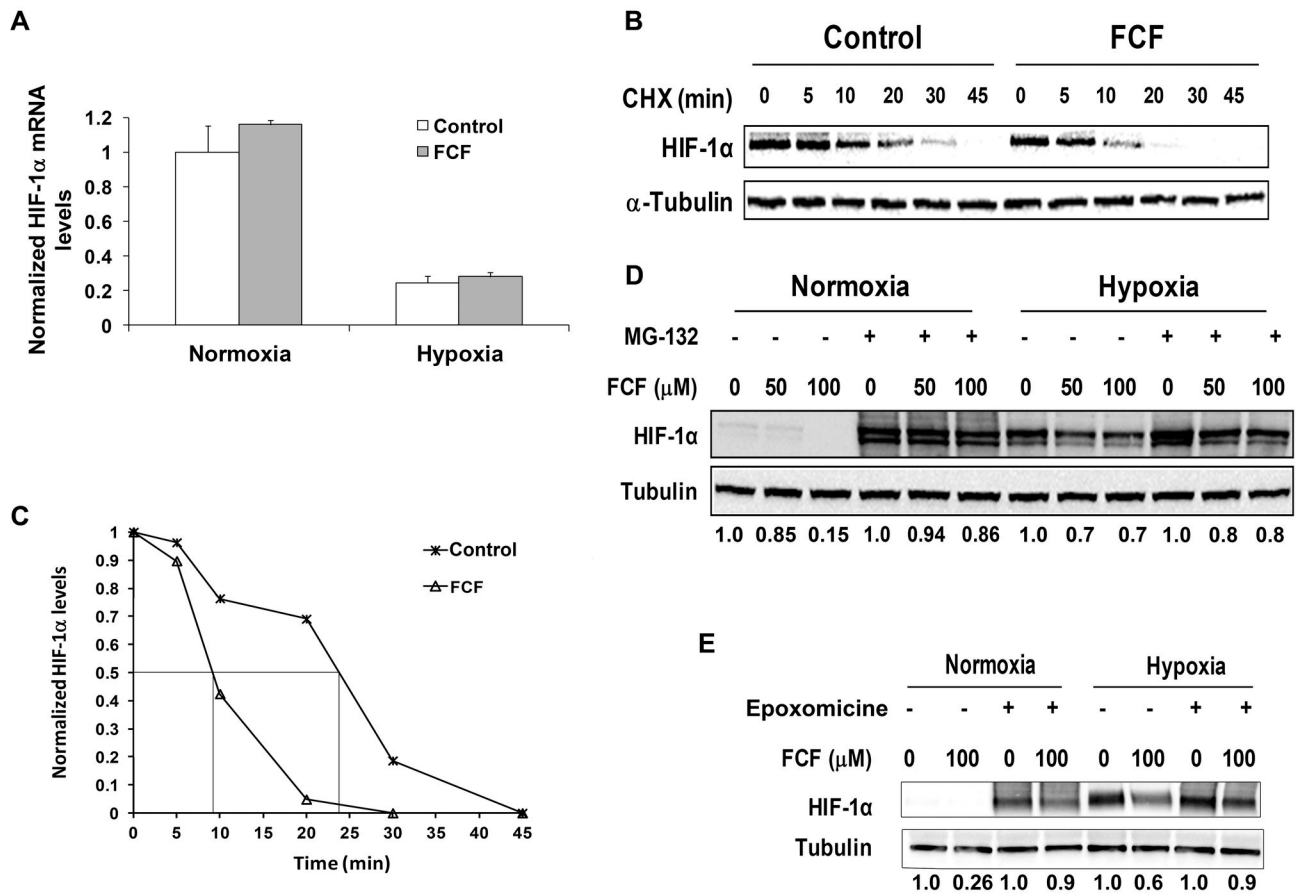 A
Normalized HIF-1α mRNA
levels
1.2
1
0.8
0.6
0.4
0.2
0
Control
FCF
Normoxia Hypoxia
B
Control FCF
CHX (min) 0 5 10 20 30 45 0 5 10 20 30 45
HIF-1α
α-Tubulin
D
Normoxia Hypoxia
MG-132 - - - + + + - - - + + +
FCF (μM) 0 50 100 0 50 100 0 50 100 0 50 100
HIF-1α
Tubulin
1.0 0.85 0.15 1.0 0.94 0.86 1.0 0.7 0.7 1.0 0.8 0.8
C
Normalized HIF-1α levels
1
0.9
0.8
0.7
0.6
0.5
0.4
0.3
0.2
0.1
0
0 5 10 15 20 25 30 35 40 45
Time (min)
Control
FCF
E
Normoxia Hypoxia
Epoxomicine - - + + - - + +
FCF (μM) 0 100 0 100 0 100 0 100
HIF-1α
Tubulin
1.0 0.26 1.0 0.9 1.0 0.6 1.0 0.9